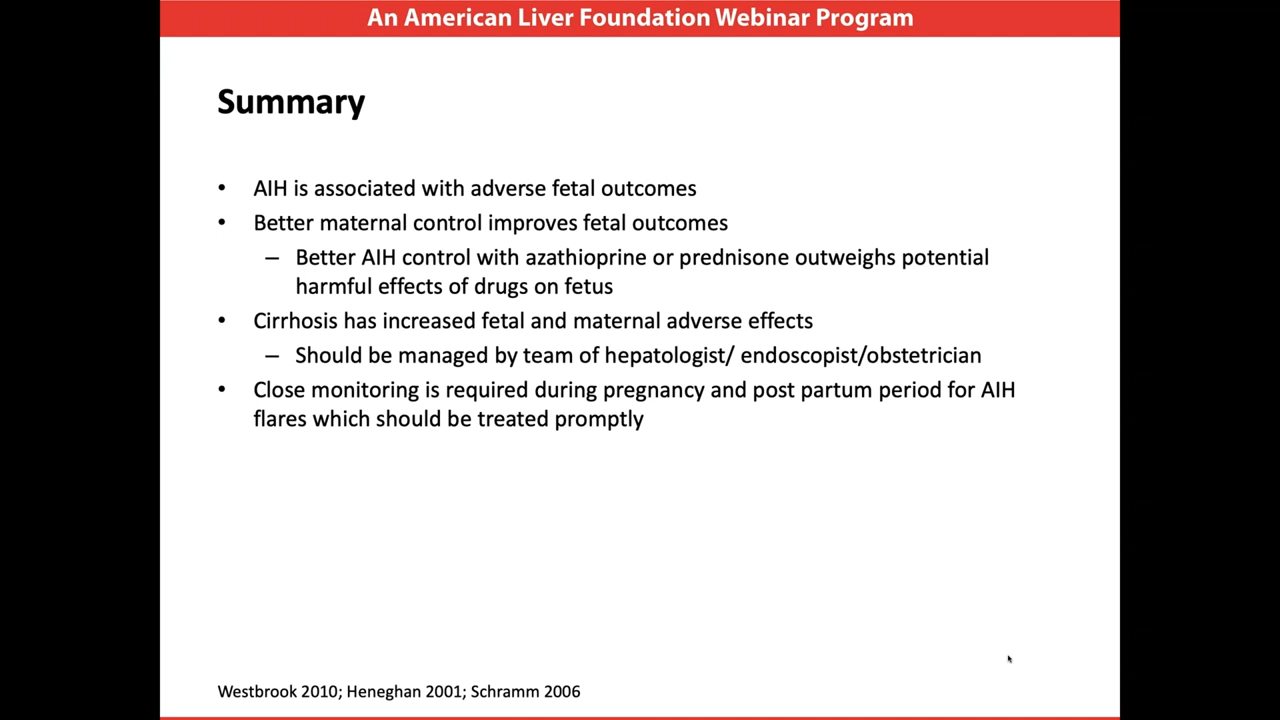 An American Liver Foundation Webinar Program
Summary
• AIH is associated with adverse fetal outcomes
• Better maternal control improves fetal outcomes
– Better AIH control with azathioprine or prednisone outweighs potential
harmful effects of drugs on fetus
• Cirrhosis has increased fetal and maternal adverse effects
– Should be managed by team of hepatologist/ endoscopist/obstetrician
• Close monitoring is required during pregnancy and post partum period for AIH
flares which should be treated promptly
Westbrook 2010; Heneghan 2001; Schramm 2006